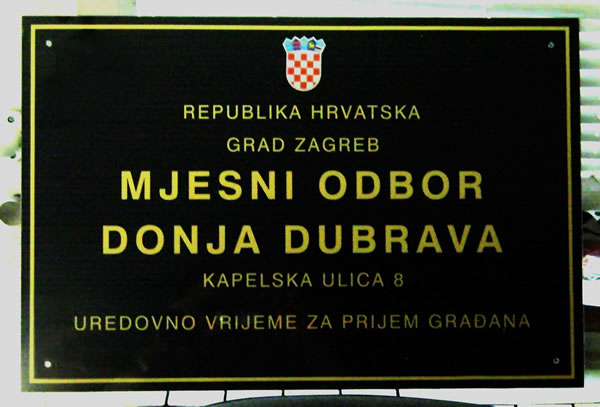 REPUBLIKA HRVATSKA
GRAD ZAGREB
MJESNI ODBOR
DONJA DUBRAVA
KAPELSKA ULICA 8
UREDOVNO VRIJEME ZA PRIJEM GRAĐANA